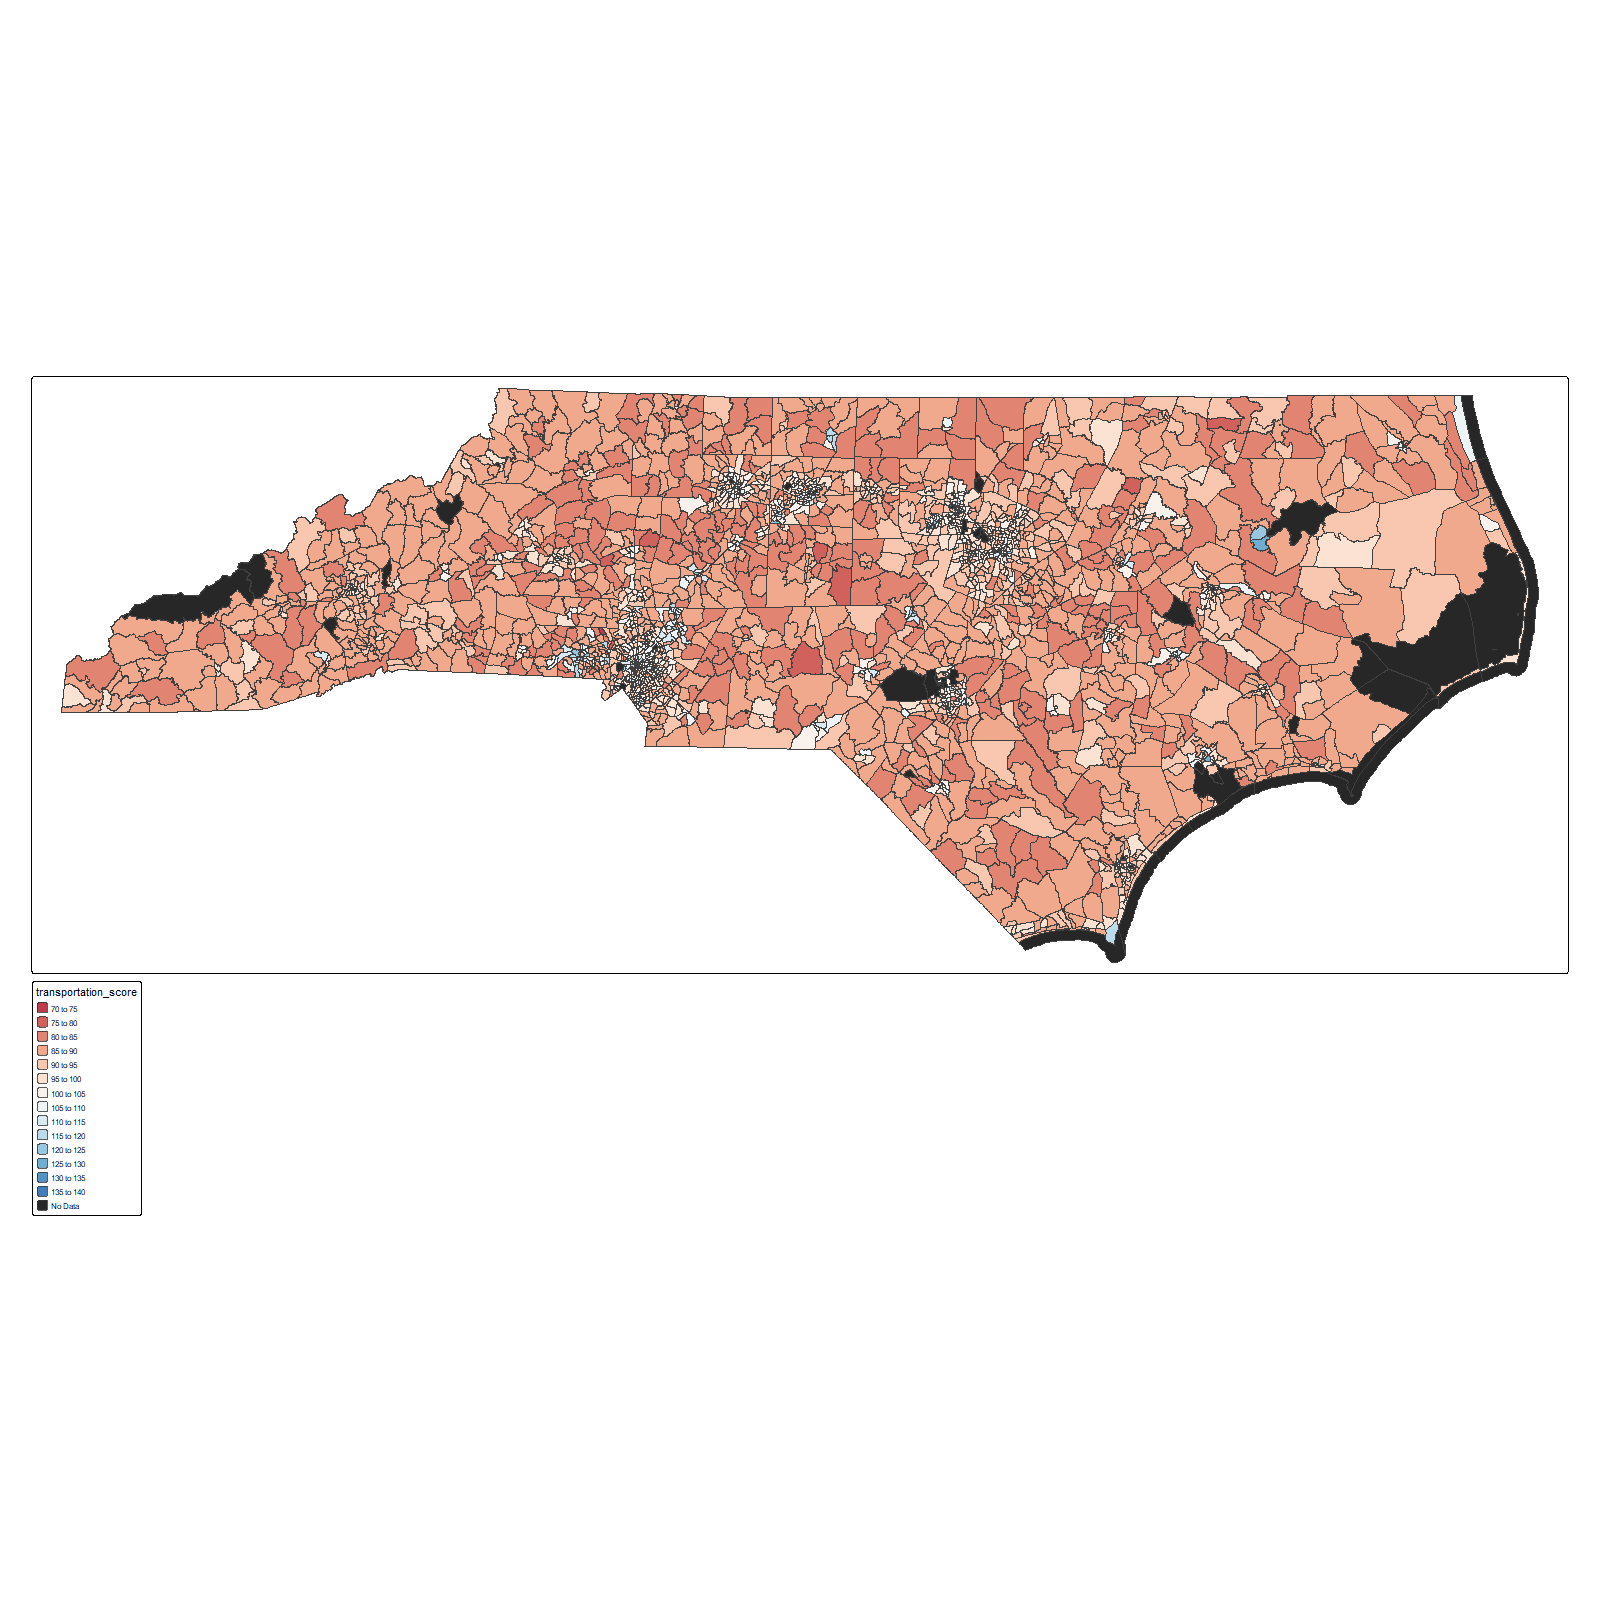 transportation_score
70 to 75
75 to 80
80 to 85
85 to 90
90 to 95
95 to 100
100 to 105
105 to 110
110 to 115
115 to 120
120 to 125
125 to 130
130 to 135
135 to 140
No Data